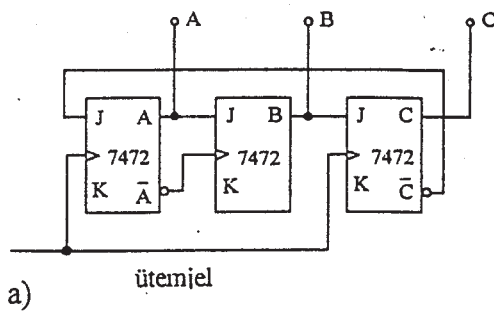 A B C
J A J B J C
7472 7472 7472
K A̅ K K C̅
ütemjel
a)